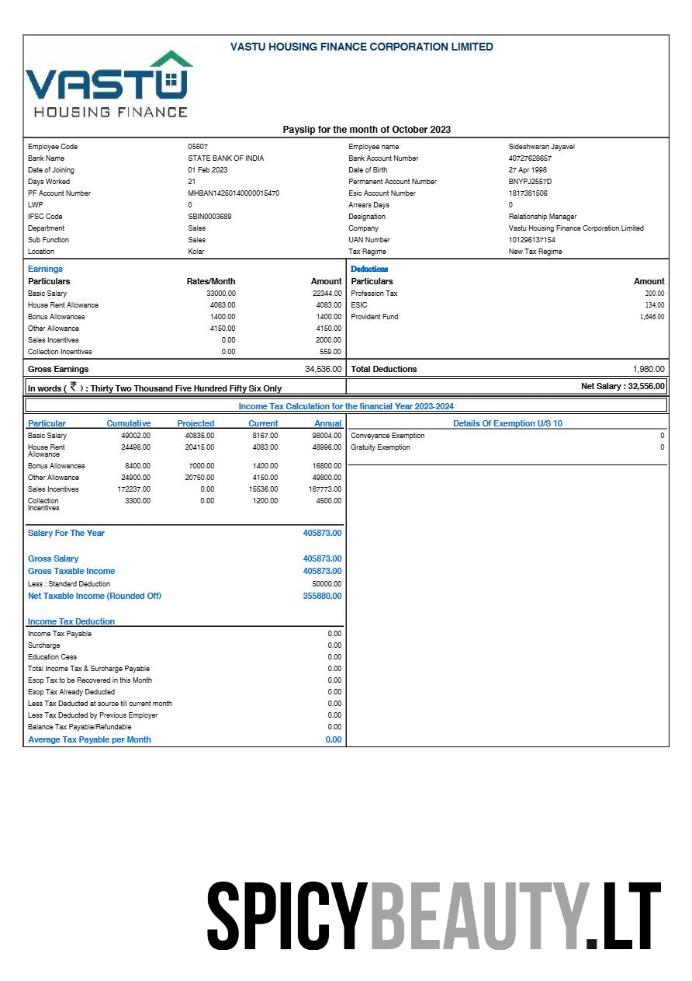 VASTU HOUSING FINANCE CORPORATION LIMITED
VASTU
HOUSING FINANCE
Payslip for the month of October 2023
Employee Code 05607 Employee name Sideshwaran Jayavel
Bank Name STATE BANK OF INDIA Bank Account Number 40727628657
Date of Joining 01 Feb 2023 Date of Birth 27 Apr 1998
Days Worked 21 Permanent Account Number BNYPJ2557D
PF Account Number MHBAN14250140000015470 Esic Account Number 1817381506
LWP 0 Arrears Days 0
IFSC Code SBIN0003689 Designation Relationship Manager
Department Sales Company Vastu Housing Finance Corporation Limited
Sub Function Sales UAN Number 101296137154
Location Kolar Tax Regime New Tax Regime
Earnings Deductions
Particulars Rates/Month Amount Particulars Amount
Basic Salary 33000.00 22344.00 Profession Tax 200.00
House Rent Allowance 4083.00 4083.00 ESIC 134.00
Bonus Allowances 1400.00 1400.00 Provident Fund 1,646.00
Other Allowance 4150.00 4150.00
Sales Incentives 0.00 2000.00
Collection Incentives 0.00 559.00
Gross Earnings 34,536.00 Total Deductions 1,980.00
In words ( ₹ ) : Thirty Two Thousand Five Hundred Fifty Six Only Net Salary : 32,556.00
Income Tax Calculation for the financial Year 2023-2024
Particular Cumulative Projected Current Annual Details Of Exemption U/S 10
Basic Salary 49002.00 40835.00 8167.00 98004.00 Conveyance Exemption 0
House Rent Allowance 24498.00 20415.00 4083.00 48996.00 Gratuity Exemption 0
Bonus Allowances 8400.00 7000.00 1400.00 16800.00
Other Allowance 24900.00 20750.00 4150.00 49800.00
Sales Incentives 172237.00 0.00 15536.00 187773.00
Collection Incentives 3300.00 0.00 1200.00 4500.00
Salary For The Year 405873.00
Gross Salary 405873.00
Gross Taxable Income 405873.00
Less : Standard Deduction 50000.00
Net Taxable Income (Rounded Off) 355880.00
Income Tax Deduction
Income Tax Payable 0.00
Surcharge 0.00
Education Cess 0.00
Total Income Tax & Surcharge Payable 0.00
Esop Tax to be Recovered in this Month 0.00
Esop Tax Already Deducted 0.00
Less Tax Deducted at source till current month 0.00
Less Tax Deducted by Previous Employer 0.00
Balance Tax Payable/Refundable 0.00
Average Tax Payable per Month 0.00
SPICYBEAUTY.LT